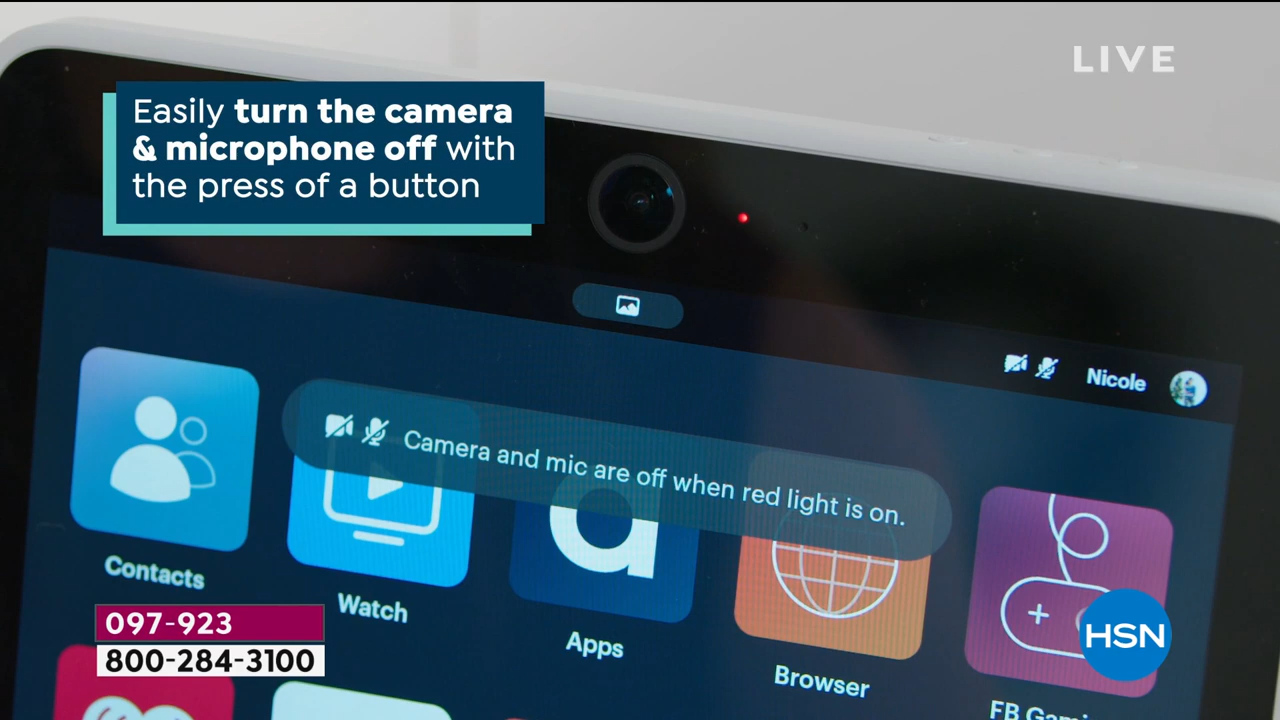 LIVE
Easily turn the camera
& microphone off with
the press of a button
Nicole
Camera and mic are off when red light is on.
Contacts
Watch
Apps
Browser
FB
097-923
800-284-3100
HSN